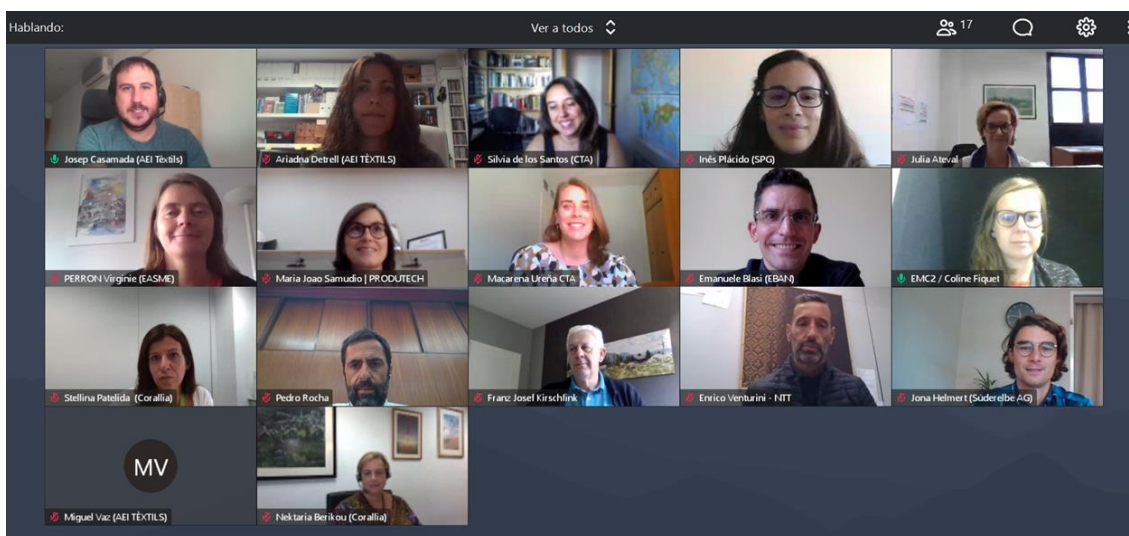 Hablando:
Ver a todos
17
Josep Casamada (AEI Tèxtils)
Ariadna Detrell (AEI TÈXTILS)
Silvia de los Santos (CTA)
Inês Plácido (SPG)
Julia Ateval
PERRON Virginie (EASME)
Maria Joao Samudio | PRODUTECH
Macarena Ureña CTA
Emanuele Blasi (EBAN)
EMC2 / Coline Fiquet
Stellina Patelida (Corallia)
Pedro Rocha
Franz Josef Kirschfink
Enrico Venturini - NTT
Jona Helmert (Süderelbe AG)
MV
Miguel Vaz (AEI TÈXTILS)
Nektaria Berikou (Corallia)